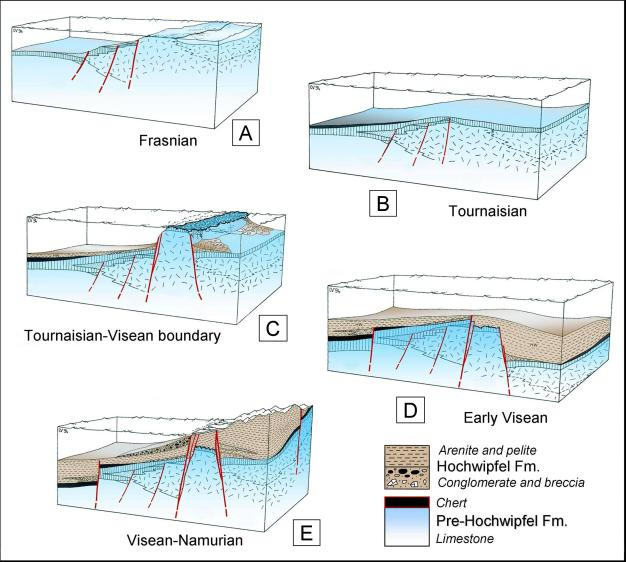 A
Frasnian
B
Tournaisian
C
Tournaisian-Visean boundary
D
Early Visean
E
Visean-Namurian
Arenite and pelite
Hochwipfel Fm.
Conglomerate and breccia
Chert
Pre-Hochwipfel Fm.
Limestone